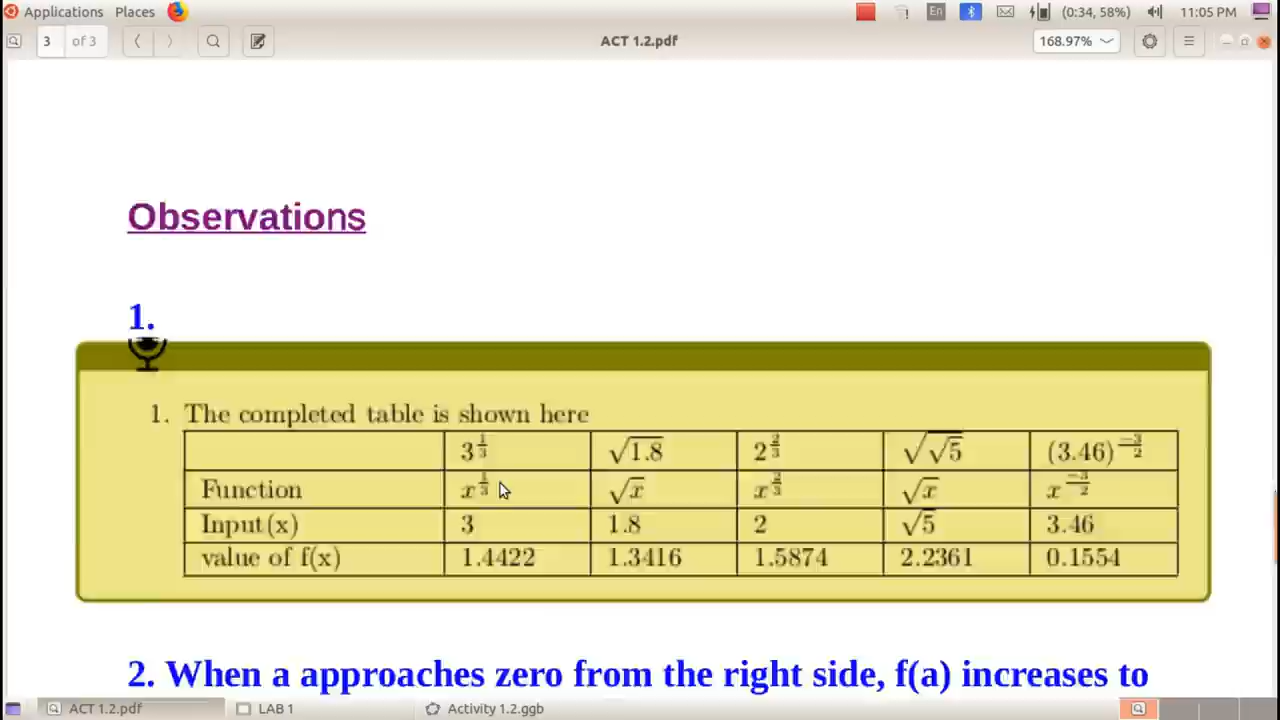 Applications Places En (0:34, 58%) 11:05 PM
3 of 3 ACT 1.2.pdf 168.97%
Observations
1.
1. The completed table is shown here
3^{1/3} √1.8 2^{2/3} √√5 (3.46)^{-3/2}
Function x^{1/3} √x x^{2/3} √x x^{-3/2}
Input(x) 3 1.8 2 √5 3.46
value of f(x) 1.4422 1.3416 1.5874 2.2361 0.1554
2. When a approaches zero from the right side, f(a) increases to
ACT 1.2.pdf LAB 1 Activity 1.2.ggb